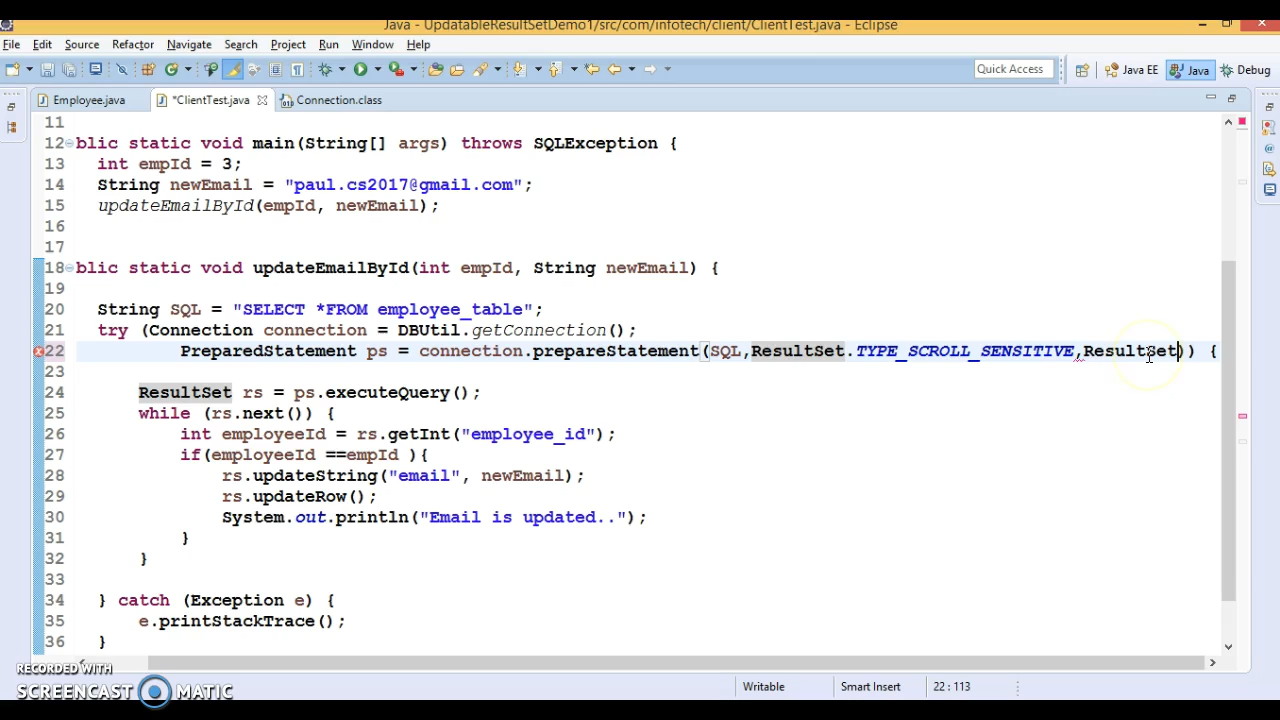 Java - UpdatableResultSetDemo1/src/com/infotech/client/ClientTest.java - Eclipse
File Edit Source Refactor Navigate Search Project Run Window Help
Quick Access Java EE Java Debug
Employee.java *ClientTest.java Connection.class
11
12 blic static void main(String[] args) throws SQLException {
13 int empId = 3;
14 String newEmail = "paul.cs2017@gmail.com";
15 updateEmailById(empId, newEmail);
16
17
18 blic static void updateEmailById(int empId, String newEmail) {
19
20 String SQL = "SELECT *FROM employee_table";
21 try (Connection connection = DBUtil.getConnection();
22 PreparedStatement ps = connection.prepareStatement(SQL,ResultSet.TYPE_SCROLL_SENSITIVE,ResultSet)) {
23
24 ResultSet rs = ps.executeQuery();
25 while (rs.next()) {
26 int employeeId = rs.getInt("employee_id");
27 if(employeeId ==empId ){
28 rs.updateString("email", newEmail);
29 rs.updateRow();
30 System.out.println("Email is updated..");
31 }
32 }
33
34 } catch (Exception e) {
35 e.printStackTrace();
36 }
RECORDED WITH
SCREENCAST MATIC
Writable Smart Insert 22 : 113